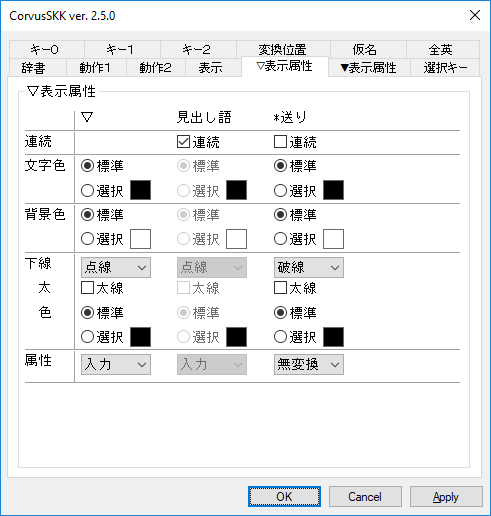 CorvusSKK ver. 2.5.0
キー0 キー1 キー2 変換位置 仮名 全英
辞書 動作1 動作2 表示 ▽表示属性 ▼表示属性 選択キー
▽表示属性
▽ 見出し語 *送り
連続 連続 連続
文字色 標準 標準 標準
選択 選択 選択
背景色 標準 標準 標準
選択 選択 選択
下線 点線 点線 破線
太 太線 太線 太線
色 標準 標準 標準
選択 選択 選択
属性 入力 入力 無変換
OK Cancel Apply